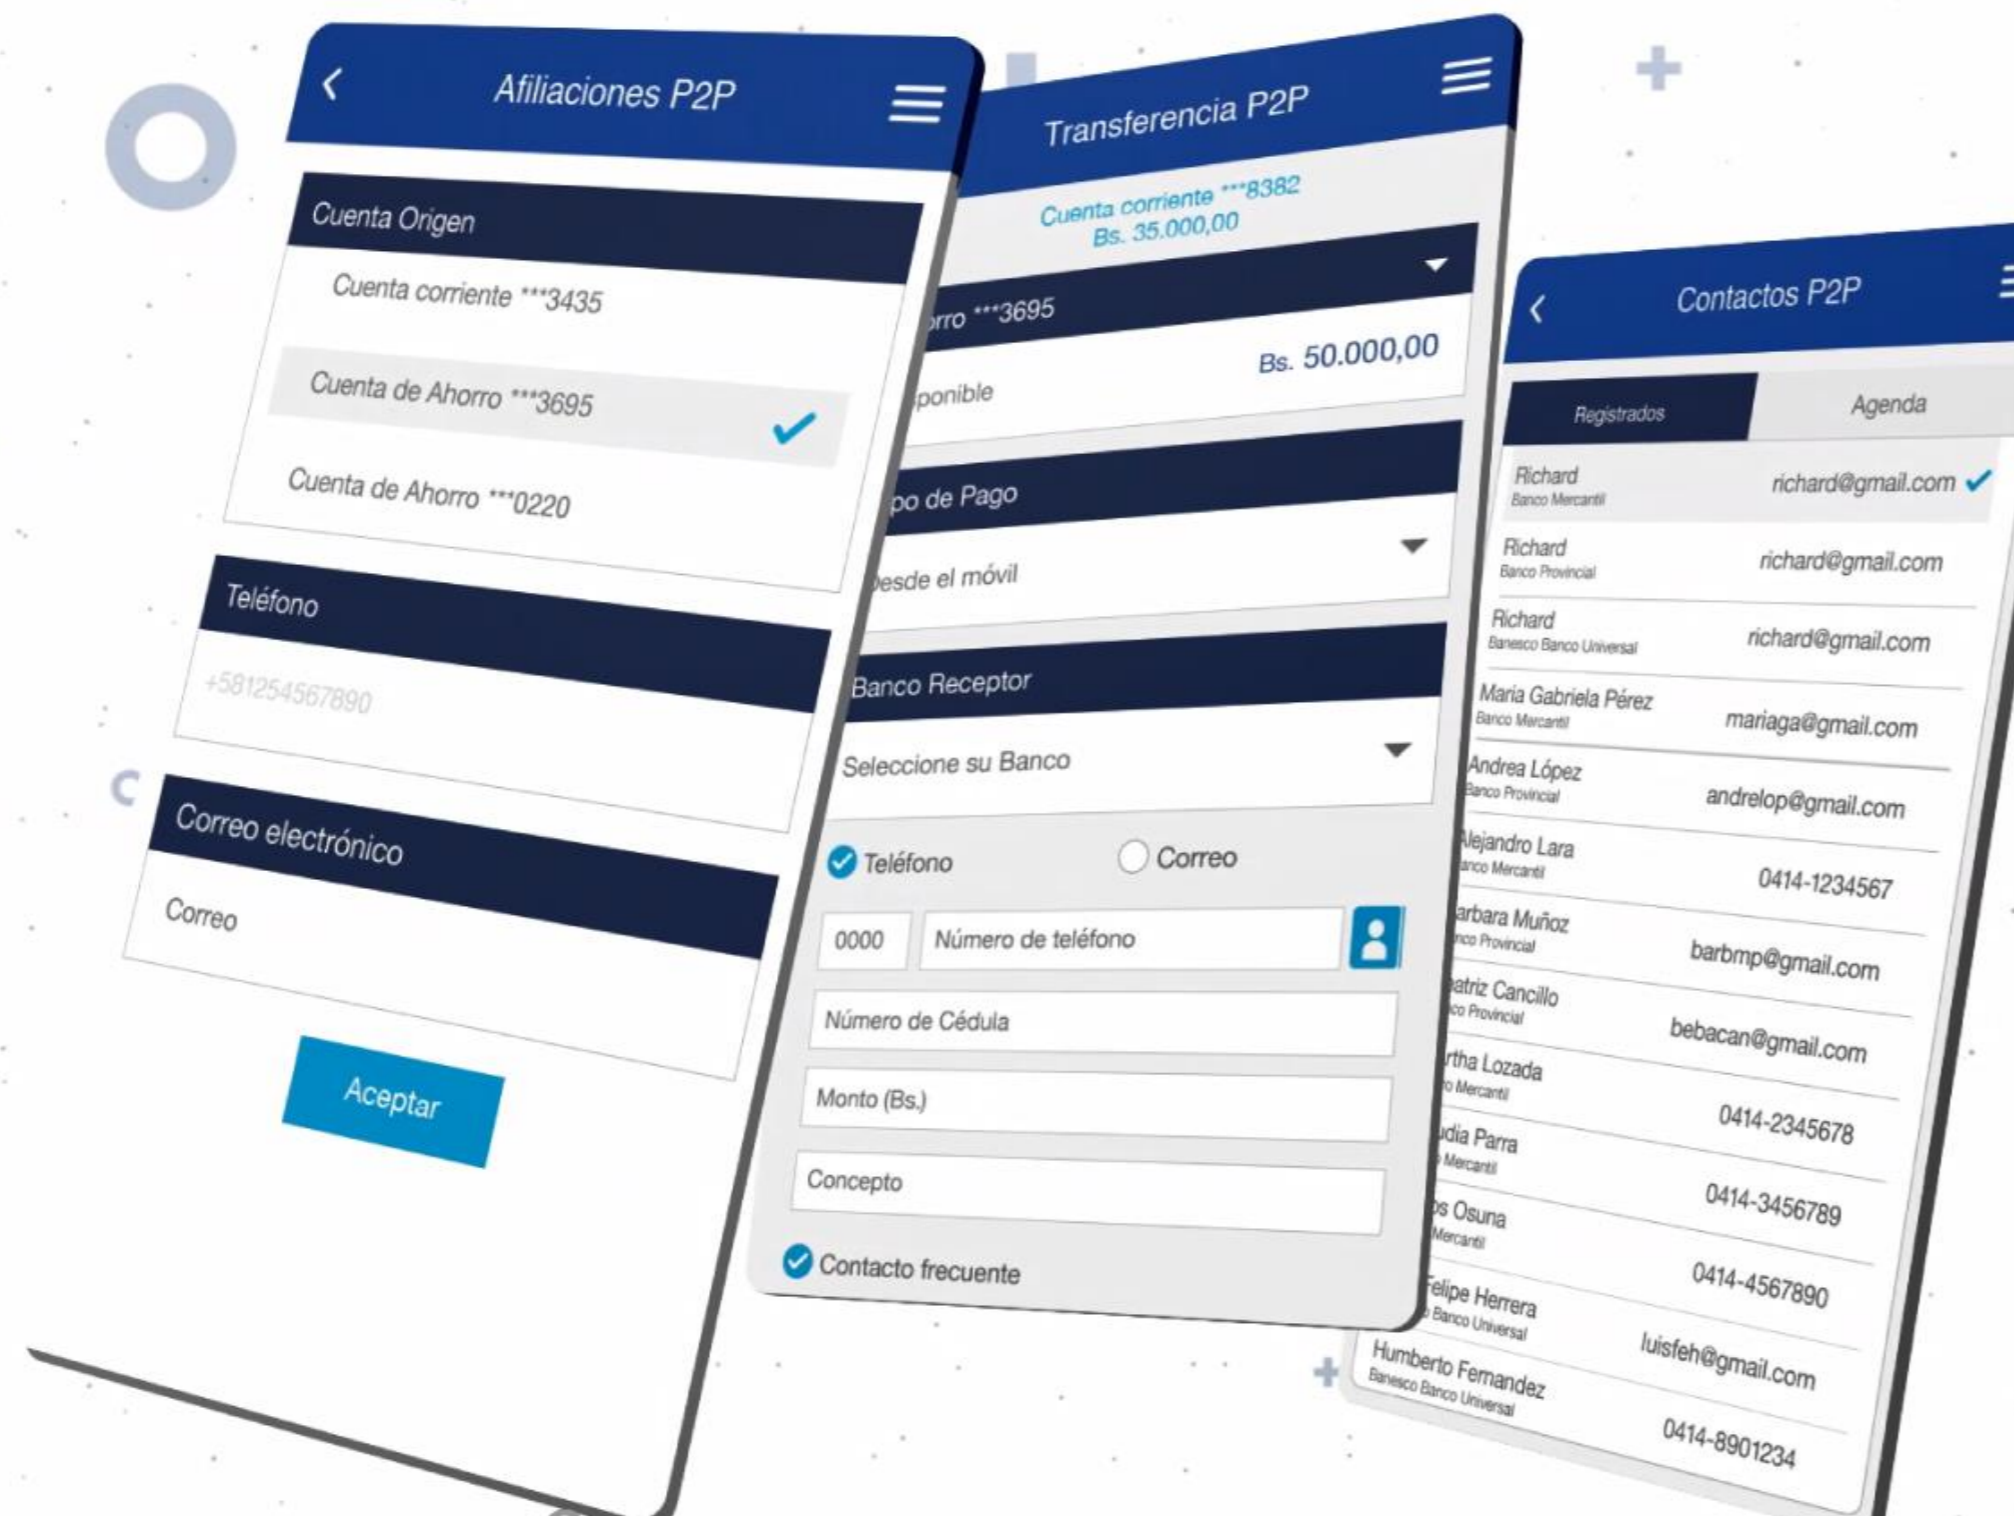 Afiliaciones P2P
Cuenta Origen
Cuenta corriente ***3435
Cuenta de Ahorro ***3695
Cuenta de Ahorro ***0220
Teléfono
+581254567890
Correo electrónico
Correo
Aceptar
Transferencia P2P
Cuenta corriente ***8382
Bs. 35.000,00
orro ***3695
ponible
Bs. 50.000,00
po de Pago
Desde el móvil
Banco Receptor
Seleccione su Banco
Teléfono
Correo
0000
Número de teléfono
Número de Cédula
Monto (Bs.)
Concepto
Contacto frecuente
Contactos P2P
Registrados
Agenda
Richard richard@gmail.com
Banco Mercantil
Richard richard@gmail.com
Banco Provincial
Richard richard@gmail.com
Banesco Banco Universal
Maria Gabriela Pérez mariaga@gmail.com
Banco Mercantil
Andrea López andrelop@gmail.com
Banco Provincial
Alejandro Lara 0414-1234567
anco Mercantil
arbara Muñoz barbmp@gmail.com
nco Provincial
eatriz Cancillo bebacan@gmail.com
co Provincial
rtha Lozada 0414-2345678
o Mercantil
udia Parra 0414-3456789
Mercantil
os Osuna 0414-4567890
Mercantil
Felipe Herrera luisfeh@gmail.com
o Banco Universal
Humberto Fernandez 0414-8901234
Banesco Banco Universal